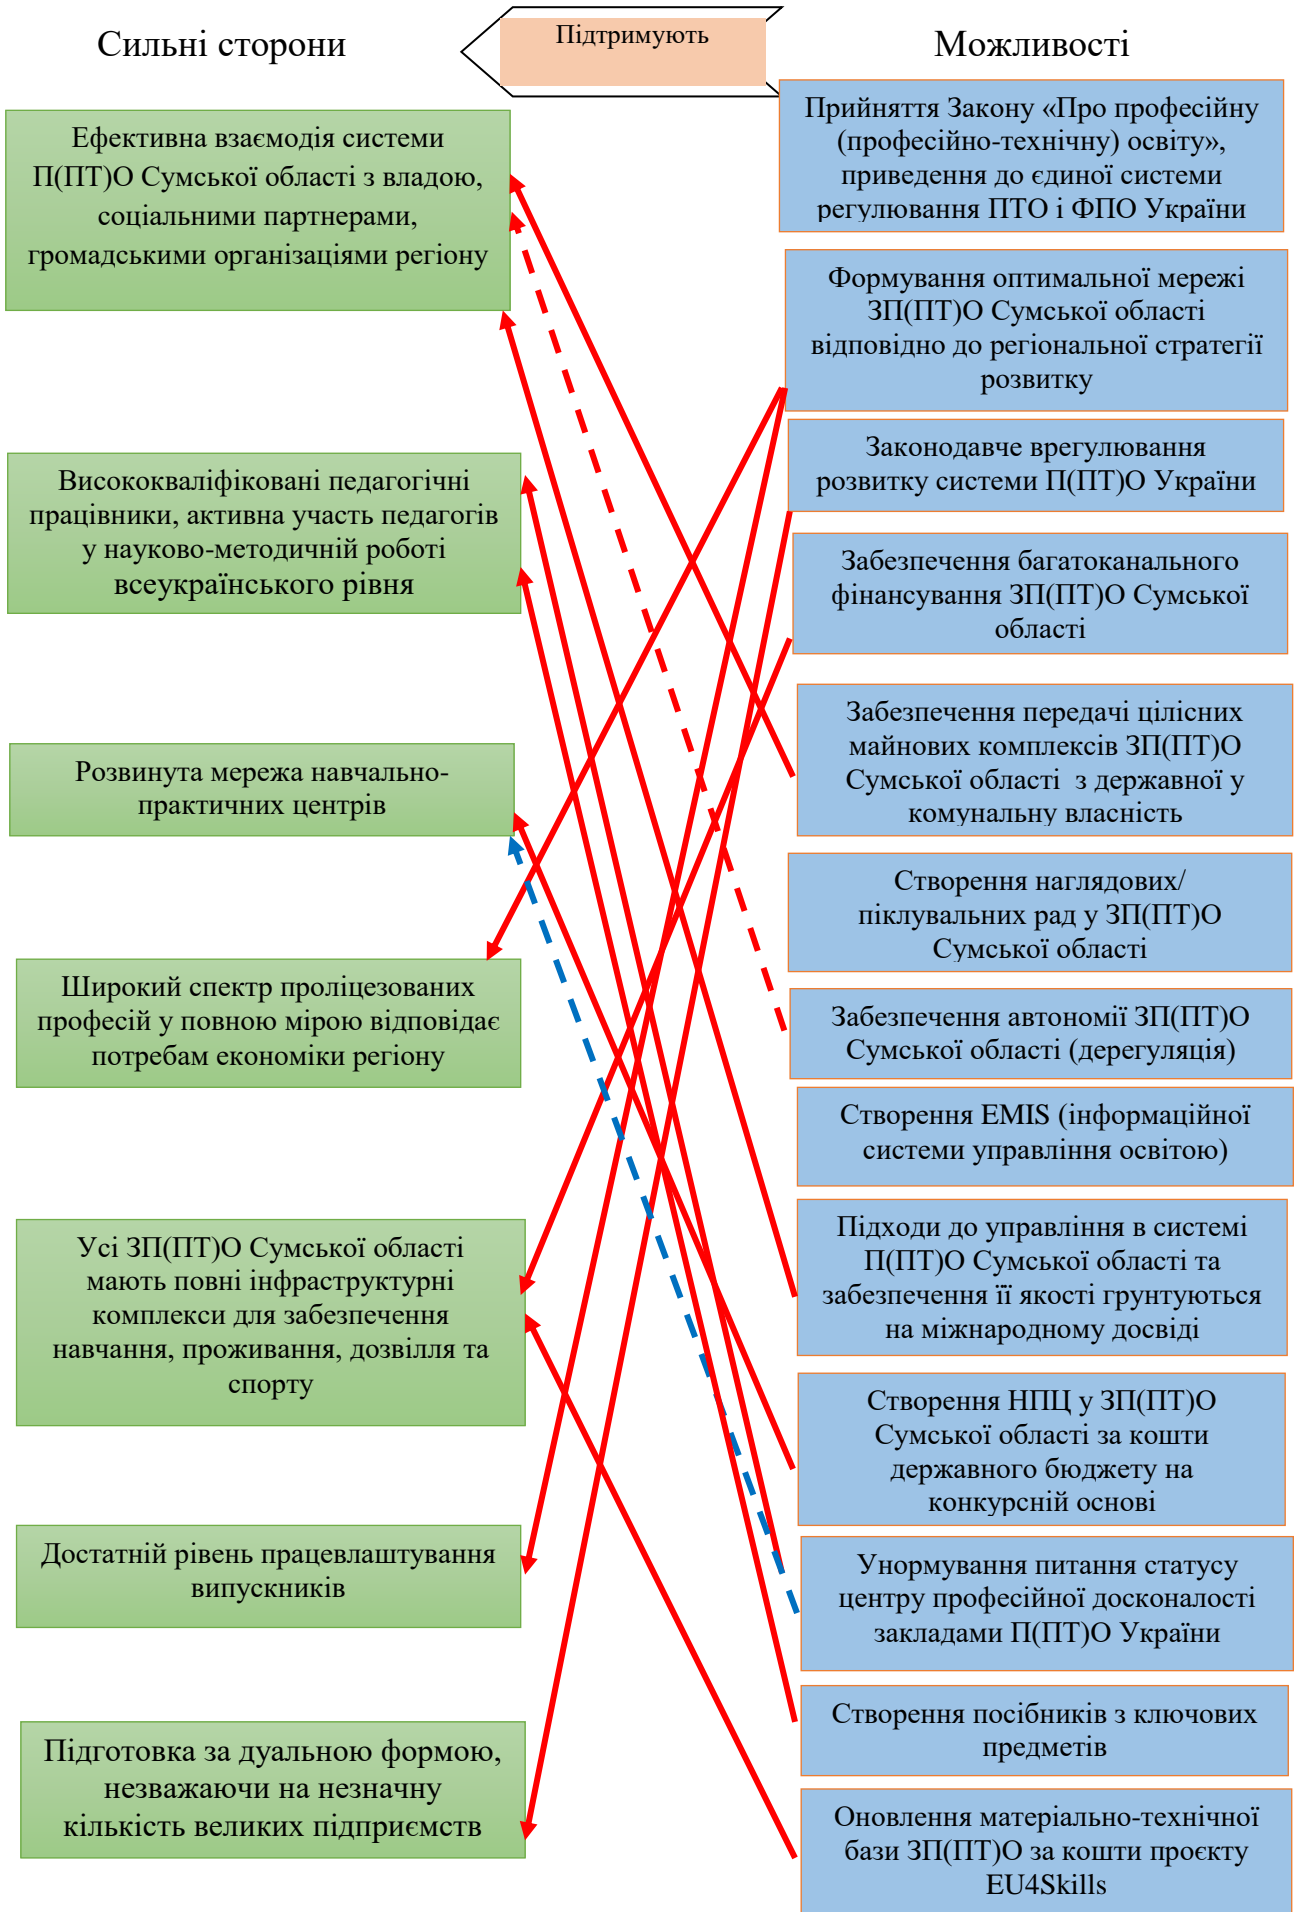 Сильні сторони
Підтримують
Можливості
Ефективна взаємодія системи
П(ПТ)О Сумської області з владою,
соціальними партнерами,
громадськими організаціями регіону
Висококваліфіковані педагогічні
працівники, активна участь педагогів
у науково-методичній роботі
всеукраїнського рівня
Розвинута мережа навчально-
практичних центрів
Широкий спектр проліцезованих
професій у повною мірою відповідає
потребам економіки регіону
Усі ЗП(ПТ)О Сумської області
мають повні інфраструктурні
комплекси для забезпечення
навчання, проживання, дозвілля та
спорту
Достатній рівень працевлаштування
випускників
Підготовка за дуальною формою,
незважаючи на незначну
кількість великих підприємств
Прийняття Закону «Про професійну
(професійно-технічну) освіту»,
приведення до єдиної системи
регулювання ПТО і ФПО України
Формування оптимальної мережі
ЗП(ПТ)О Сумської області
відповідно до регіональної стратегії
розвитку
Законодавче врегулювання
розвитку системи П(ПТ)О України
Забезпечення багатоканального
фінансування ЗП(ПТ)О Сумської
області
Забезпечення передачі цілісних
майнових комплексів ЗП(ПТ)О
Сумської області з державної у
комунальну власність
Створення наглядових/
піклувальних рад у ЗП(ПТ)О
Сумської області
Забезпечення автономії ЗП(ПТ)О
Сумської області (дерегуляція)
Створення EMIS (інформаційної
системи управління освітою)
Підходи до управління в системі
П(ПТ)О Сумської області та
забезпечення її якості грунтуються
на міжнародному досвіді
Створення НПЦ у ЗП(ПТ)О
Сумської області за кошти
державного бюджету на
конкурсній основі
Унормування питання статусу
центру професійної досконалості
закладами П(ПТ)О України
Створення посібників з ключових
предметів
Оновлення матеріально-технічної
бази ЗП(ПТ)О за кошти проєкту
EU4Skills